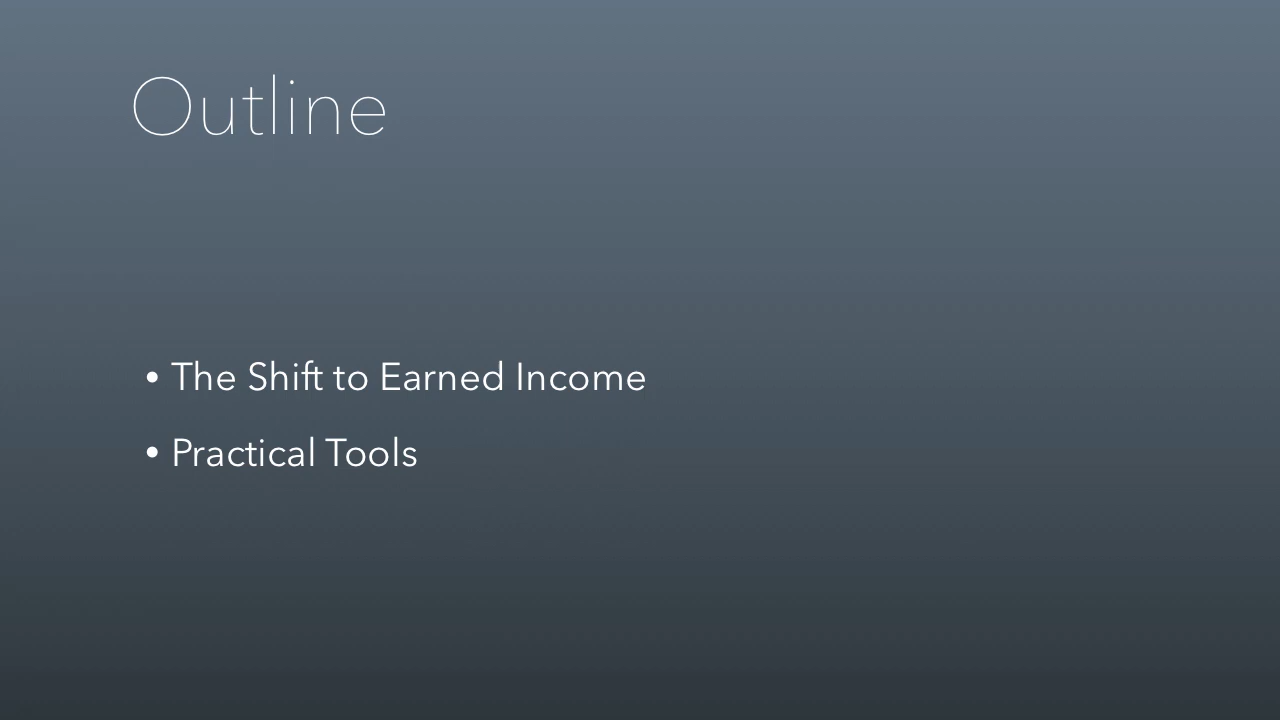 Outline
• The Shift to Earned Income
• Practical Tools